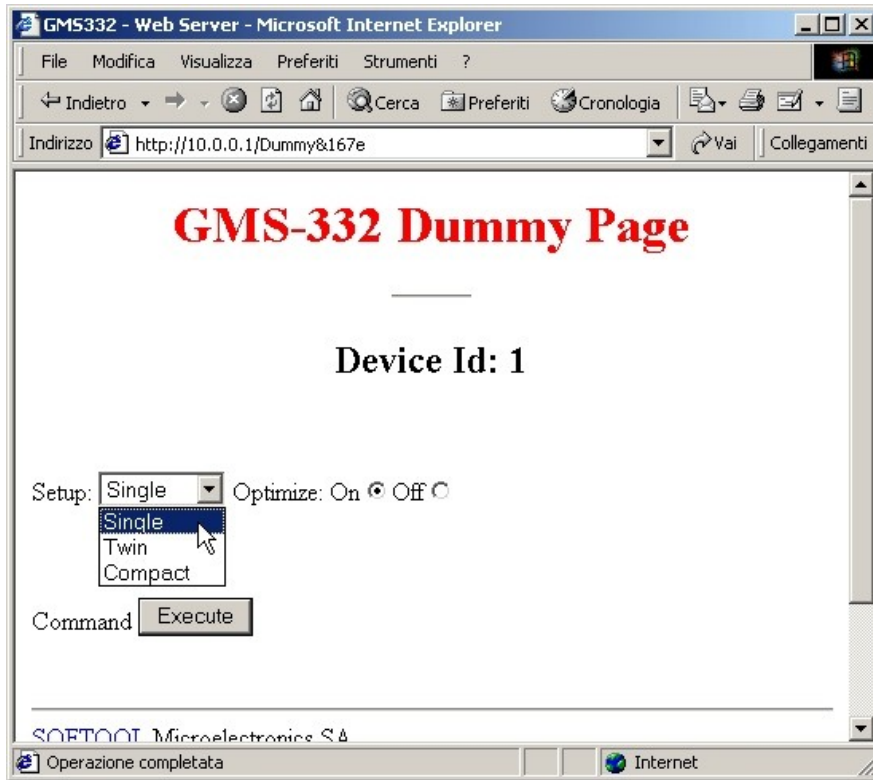 GMS332 - Web Server - Microsoft Internet Explorer
File Modifica Visualizza Preferiti Strumenti ?
Indietro Cerca Preferiti Cronologia
Indirizzo http://10.0.0.1/Dummy&167e Vai Collegamenti
GMS-332 Dummy Page
Device Id: 1
Setup: Single Optimize: On Off
Single
Twin
Compact
Command Execute
SOFTOOL Microelectronics SA
Operazione completata Internet